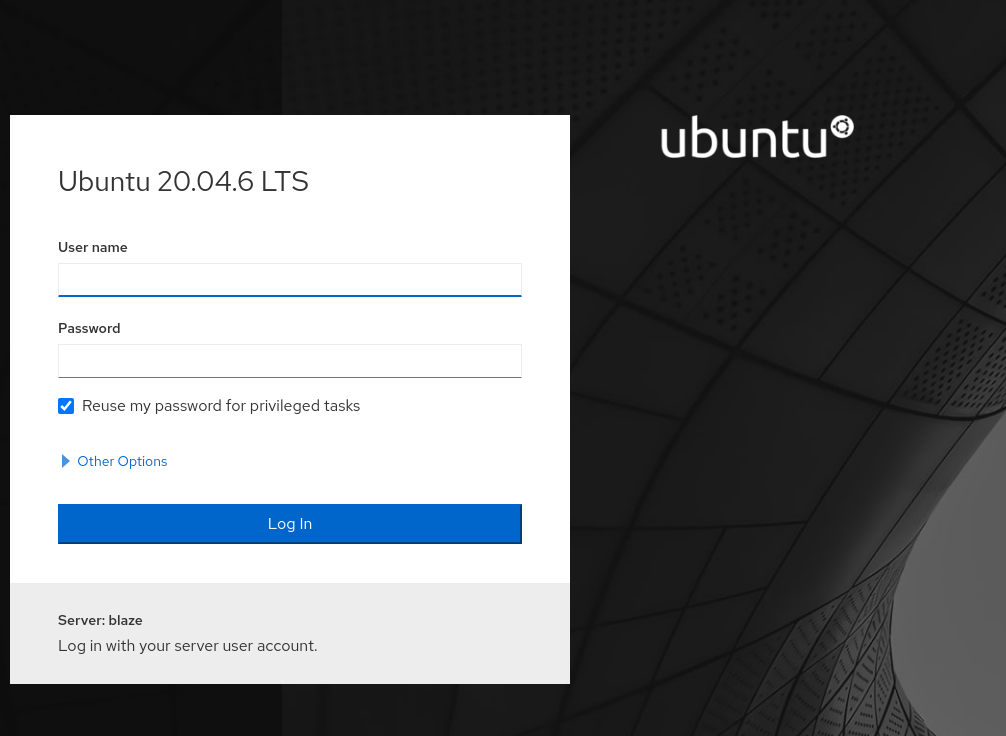 Ubuntu 20.04.6 LTS
User name
Password
Reuse my password for privileged tasks
Other Options
Log In
Server: blaze
Log in with your server user account.
ubuntu